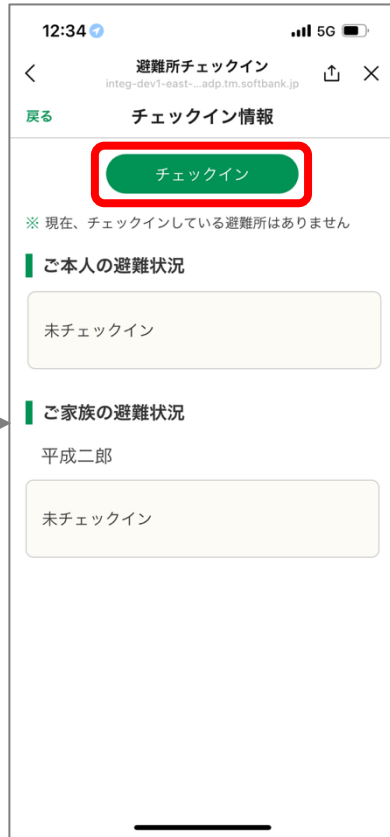 12:34
5G
避難所チェックイン
integ-dev1-east-...adp.tm.softbank.jp
戻る
チェックイン情報
チェックイン
※ 現在、チェックインしている避難所はありません
ご本人の避難状況
未チェックイン
ご家族の避難状況
平成二郎
未チェックイン